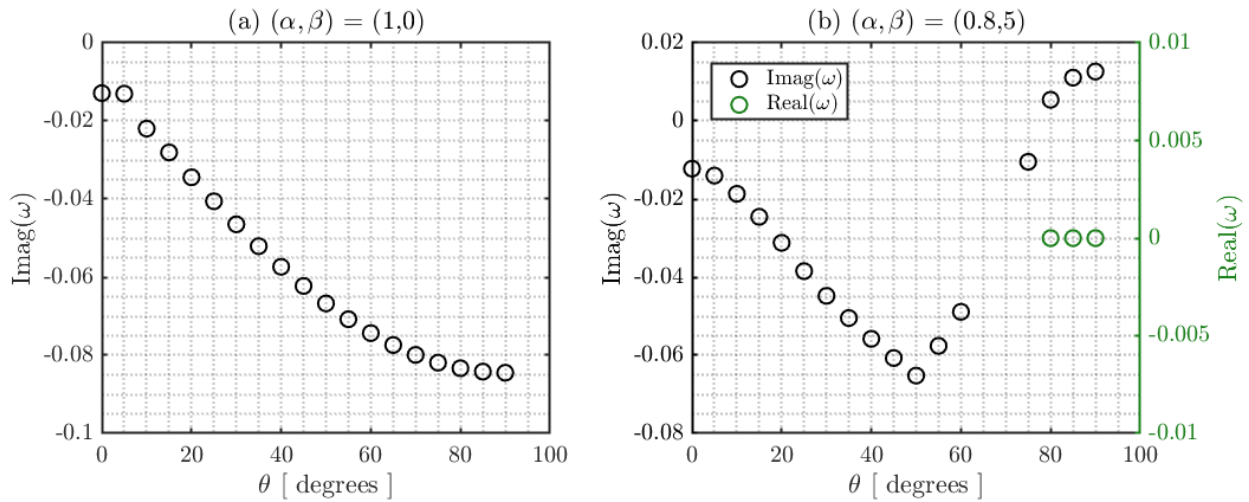 (a) (α, β) = (1,0)
0
-0.02
-0.04
-0.06
-0.08
-0.1
Imag(ω)
0 20 40 60 80 100
θ [ degrees ]
(b) (α, β) = (0.8,5)
0.02
0
-0.02
-0.04
-0.06
-0.08
Imag(ω)
Imag(ω)
Real(ω)
0.01
0.005
0
-0.005
-0.01
Real(ω)
0 20 40 60 80 100
θ [ degrees ]